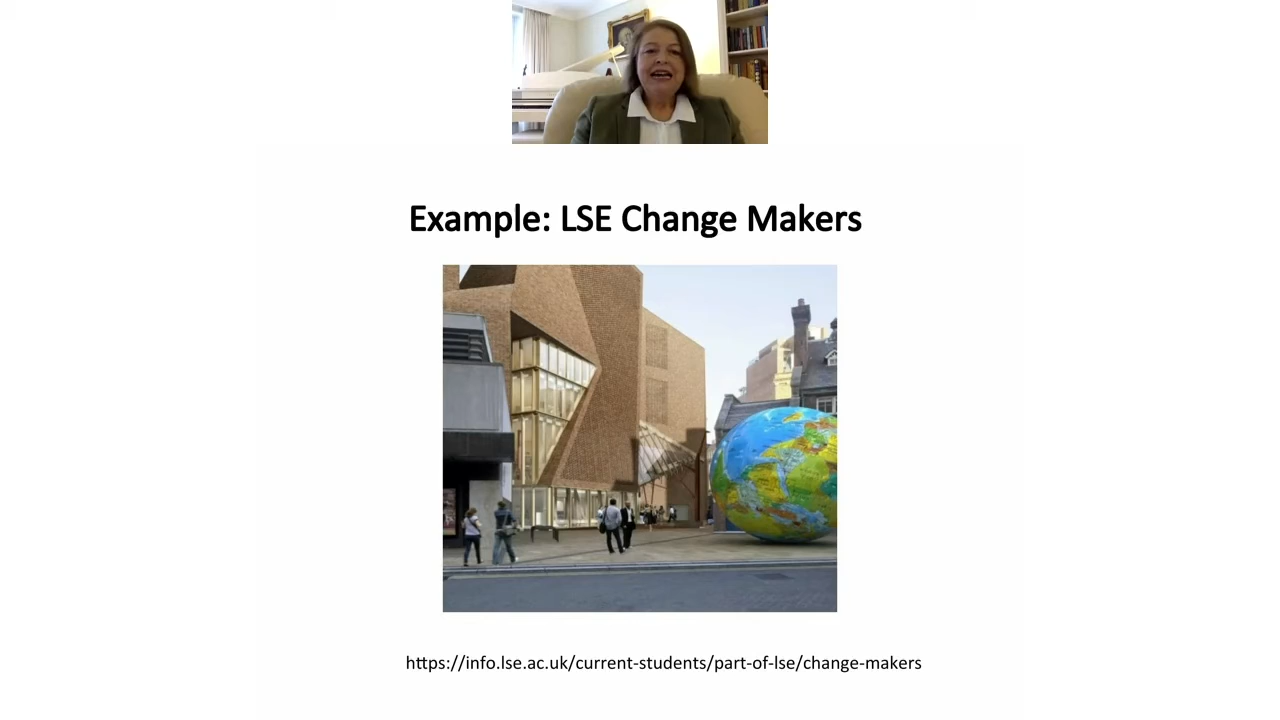 Example: LSE Change Makers
https://info.lse.ac.uk/current-students/part-of-lse/change-makers